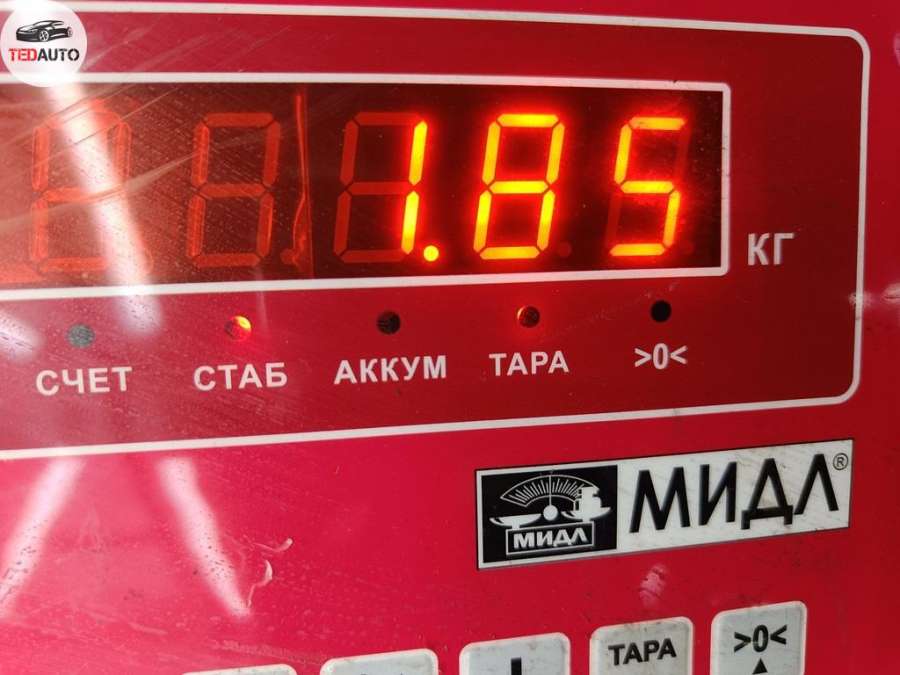 TEDAUTO
1.85
КГ
СЧЕТ СТАБ АККУМ ТАРА >0<
МИДЛ МИДЛ®
ТАРА >0<